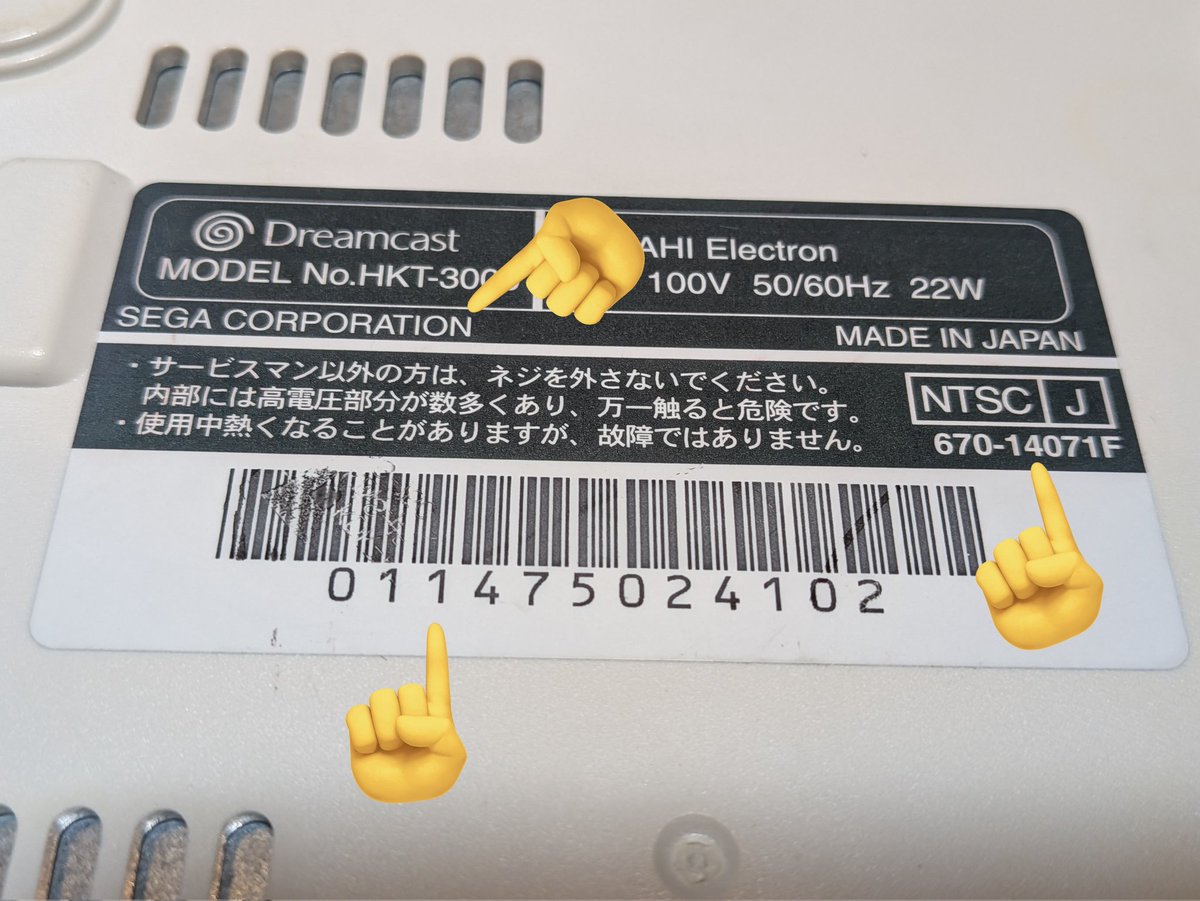 Dreamcast
MODEL No.HKT-300
AHI Electron
100V 50/60Hz 22W
SEGA CORPORATION
MADE IN JAPAN
・サービスマン以外の方は、ネジを外さないでください。
内部には高電圧部分が数多くあり、万一触ると危険です。
・使用中熱くなることがありますが、故障ではありません。
NTSC J
670-14071F
011475024102